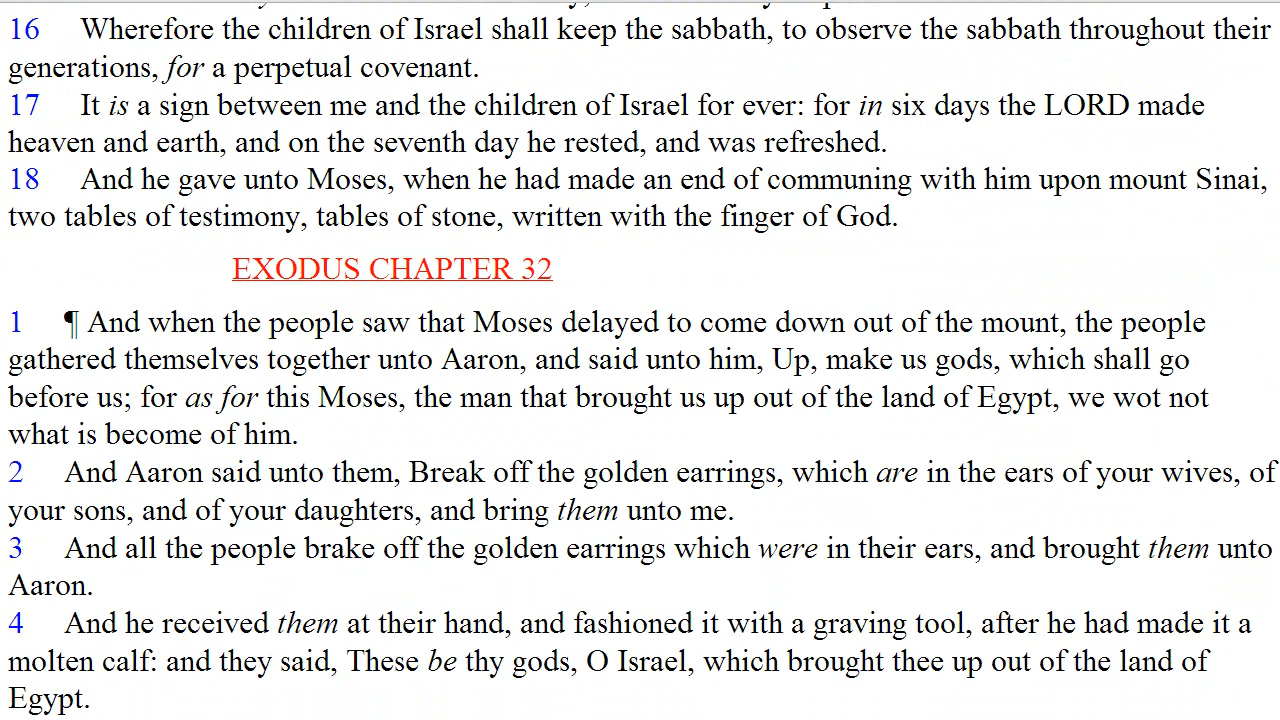 16 Wherefore the children of Israel shall keep the sabbath, to observe the sabbath throughout their
generations, for a perpetual covenant.
17 It is a sign between me and the children of Israel for ever: for in six days the LORD made
heaven and earth, and on the seventh day he rested, and was refreshed.
18 And he gave unto Moses, when he had made an end of communing with him upon mount Sinai,
two tables of testimony, tables of stone, written with the finger of God.
EXODUS CHAPTER 32
1 ¶ And when the people saw that Moses delayed to come down out of the mount, the people
gathered themselves together unto Aaron, and said unto him, Up, make us gods, which shall go
before us; for as for this Moses, the man that brought us up out of the land of Egypt, we wot not
what is become of him.
2 And Aaron said unto them, Break off the golden earrings, which are in the ears of your wives, of
your sons, and of your daughters, and bring them unto me.
3 And all the people brake off the golden earrings which were in their ears, and brought them unto
Aaron.
4 And he received them at their hand, and fashioned it with a graving tool, after he had made it a
molten calf: and they said, These be thy gods, O Israel, which brought thee up out of the land of
Egypt.